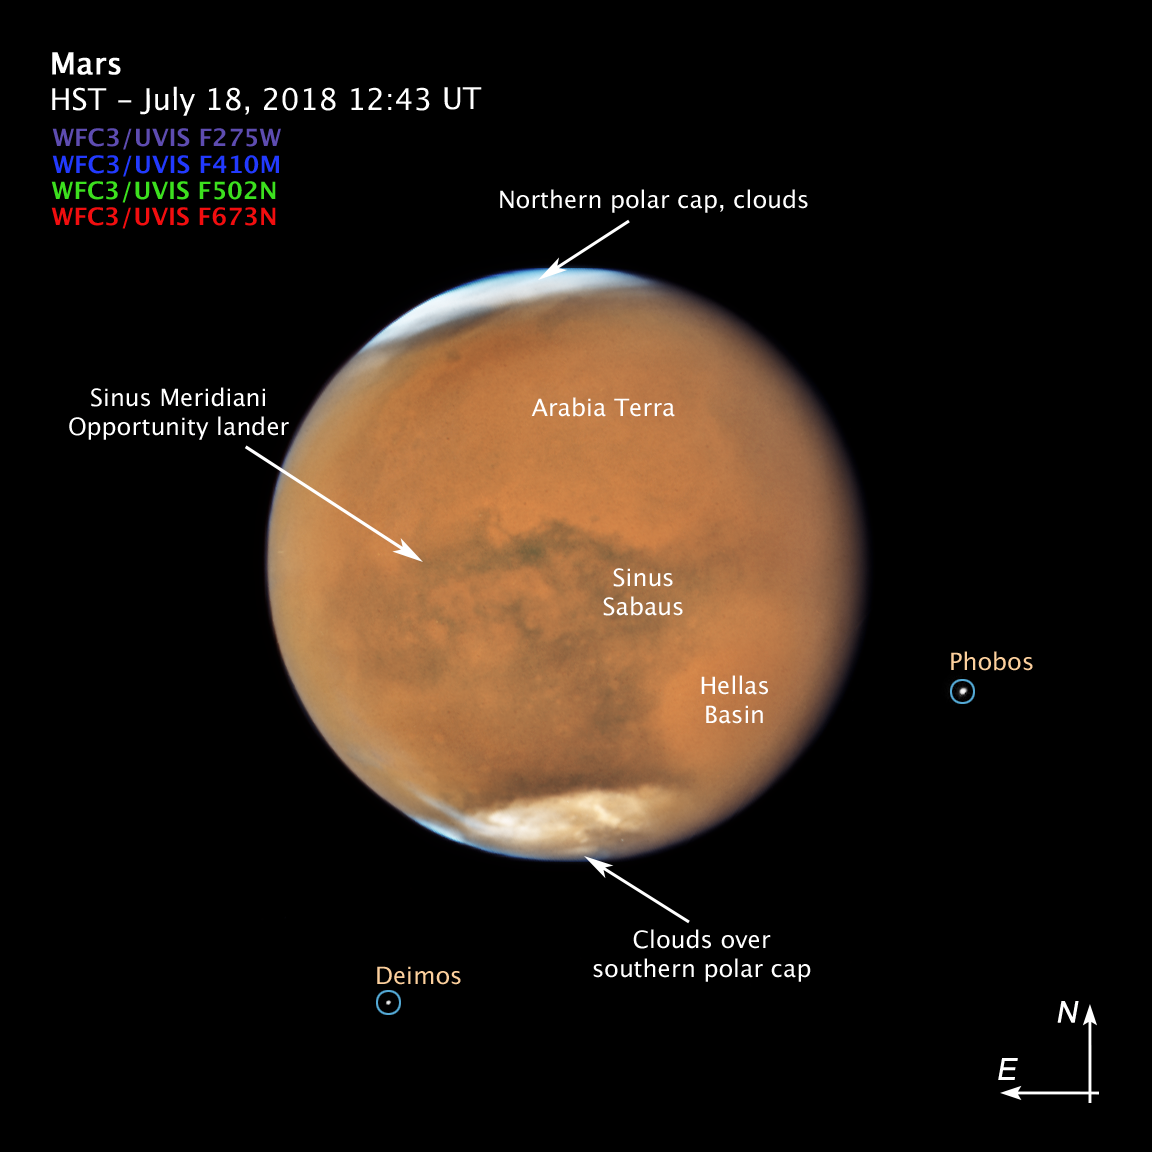 Mars
HST – July 18, 2018 12:43 UT
WFC3/UVIS F275W
WFC3/UVIS F410M
WFC3/UVIS F502N
WFC3/UVIS F673N
Northern polar cap, clouds
Sinus Meridiani
Opportunity lander
Arabia Terra
Sinus
Sabaus
Phobos
Hellas
Basin
Clouds over
southern polar cap
Deimos
N
E